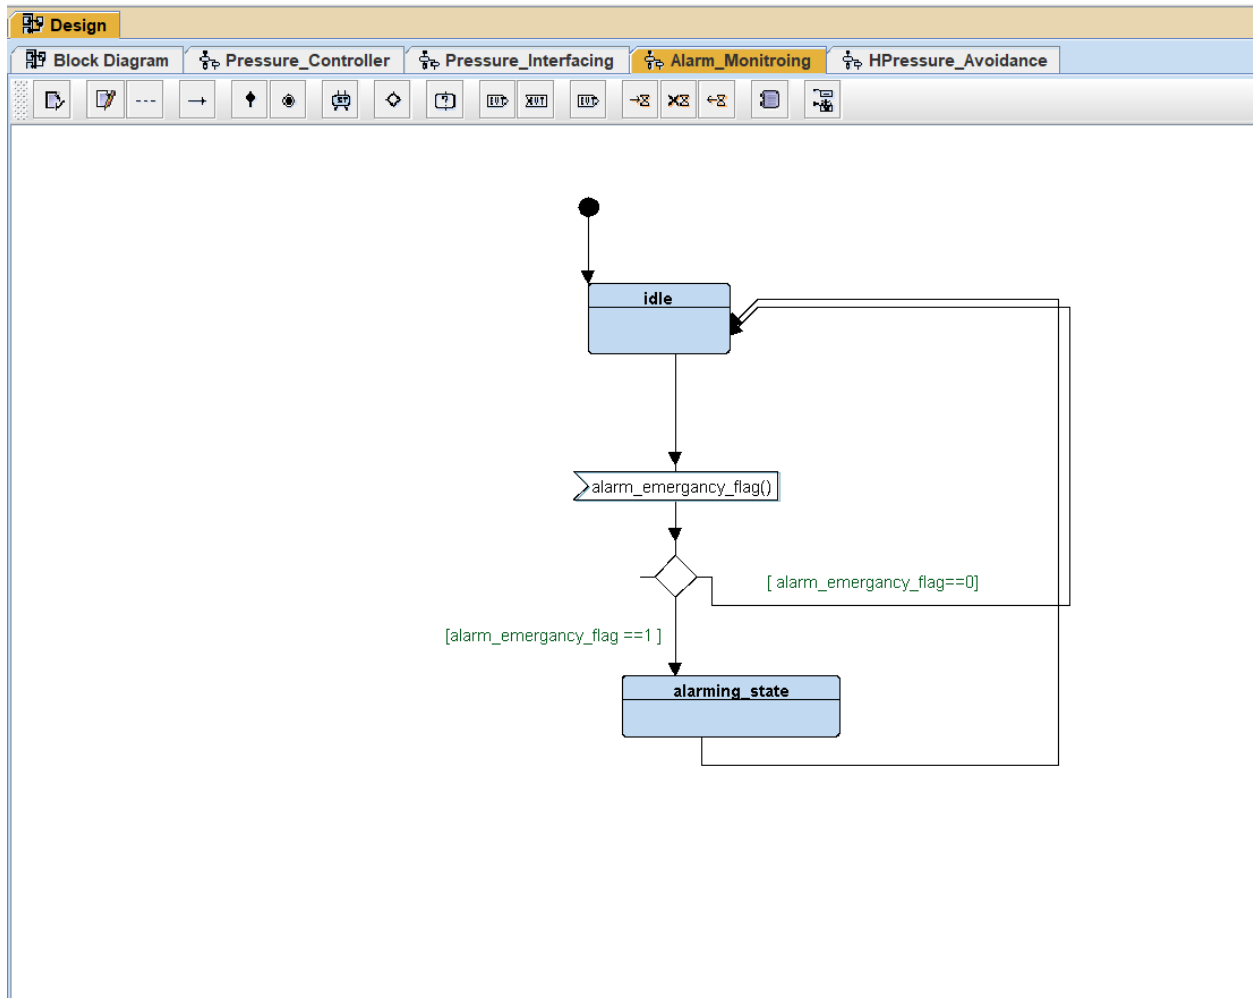 Design
Block Diagram Pressure_Controller Pressure_Interfacing Alarm_Monitroing HPressure_Avoidance
idle
alarm_emergancy_flag()
[ alarm_emergancy_flag==0]
[alarm_emergancy_flag ==1 ]
alarming_state